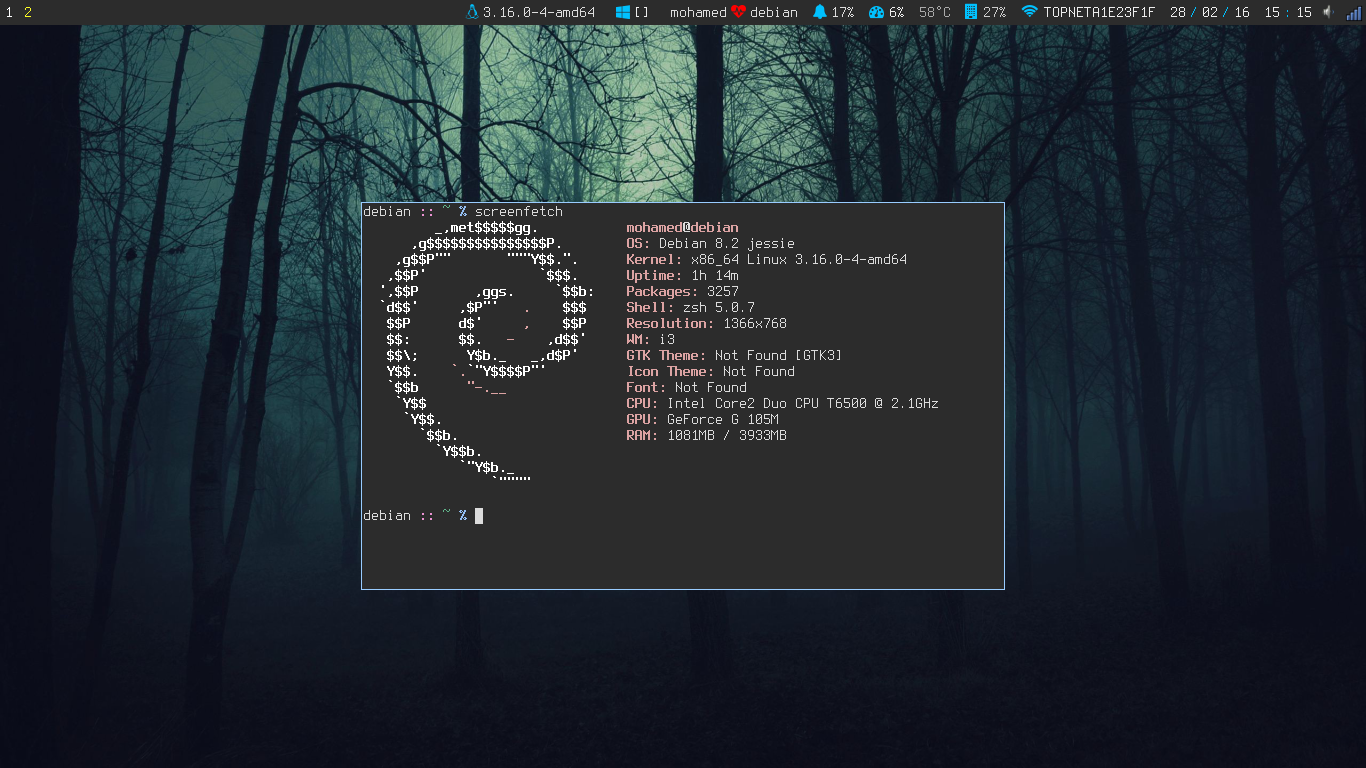 1 2 3.16.0-4-amd64 [] mohamed debian 17% 6% 58°C 27% TOPNETA1E23F1F 28 / 02 / 16 15 : 15
debian :: ~ % screenfetch
_,met$$$$$gg.
,g$$$$$$$$$$$$$$$P.
,g$$P"" """Y$$.".
,$$P' `$$$.
',$$P ,ggs. `$$b:
`d$$' ,$P"' . $$$
$$P d$' , $$P
$$: $$. - ,d$$'
$$\; Y$b._ _,d$P'
Y$$. `.`"Y$$$$P"'
`$$b "-.__
`Y$$
`Y$$.
`$$b.
`Y$$b.
`"Y$b._
`""""
mohamed@debian
OS: Debian 8.2 jessie
Kernel: x86_64 Linux 3.16.0-4-amd64
Uptime: 1h 14m
Packages: 3257
Shell: zsh 5.0.7
Resolution: 1366x768
WM: i3
GTK Theme: Not Found [GTK3]
Icon Theme: Not Found
Font: Not Found
CPU: Intel Core2 Duo CPU T6500 @ 2.1GHz
GPU: GeForce G 105M
RAM: 1081MB / 3933MB
debian :: ~ %